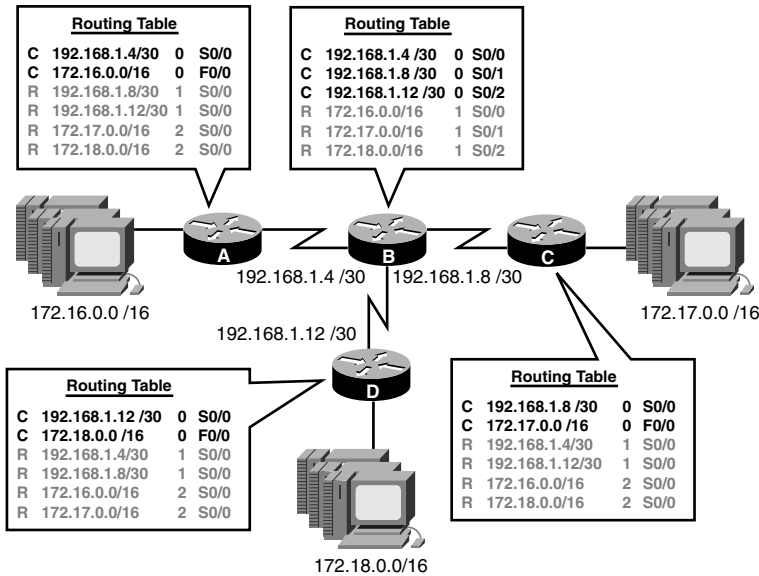 Routing Table
C 192.168.1.4/30 0 S0/0
C 172.16.0.0/16 0 F0/0
R 192.168.1.8/30 1 S0/0
R 192.168.1.12/30 1 S0/0
R 172.17.0.0/16 2 S0/0
R 172.18.0.0/16 2 S0/0
Routing Table
C 192.168.1.4 /30 0 S0/0
C 192.168.1.8 /30 0 S0/1
C 192.168.1.12 /30 0 S0/2
R 172.16.0.0/16 1 S0/0
R 172.17.0.0/16 1 S0/1
R 172.18.0.0/16 1 S0/2
A
B
C
192.168.1.4 /30
192.168.1.8 /30
172.16.0.0 /16
172.17.0.0 /16
192.168.1.12 /30
D
Routing Table
C 192.168.1.12 /30 0 S0/0
C 172.18.0.0 /16 0 F0/0
R 192.168.1.4/30 1 S0/0
R 192.168.1.8/30 1 S0/0
R 172.16.0.0/16 2 S0/0
R 172.17.0.0/16 2 S0/0
Routing Table
C 192.168.1.8 /30 0 S0/0
C 172.17.0.0 /16 0 F0/0
R 192.168.1.4/30 1 S0/0
R 192.168.1.12/30 1 S0/0
R 172.16.0.0/16 2 S0/0
R 172.18.0.0/16 2 S0/0
172.18.0.0/16